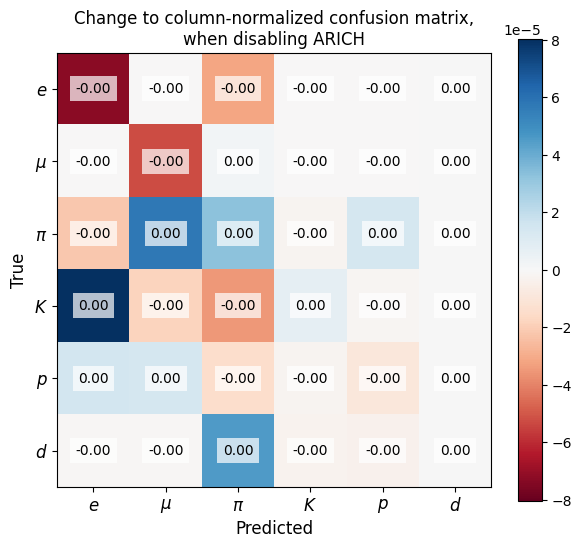 Change to column-normalized confusion matrix,
when disabling ARICH
1e−5
e -0.00 -0.00 -0.00 -0.00 -0.00 0.00
μ -0.00 -0.00 0.00 -0.00 -0.00 0.00
π -0.00 0.00 0.00 -0.00 0.00 0.00
K 0.00 -0.00 -0.00 0.00 -0.00 0.00
p 0.00 0.00 -0.00 -0.00 -0.00 0.00
d -0.00 -0.00 0.00 -0.00 -0.00 0.00
True
e μ π K p d
Predicted
8
6
4
2
0
−2
−4
−6
−8